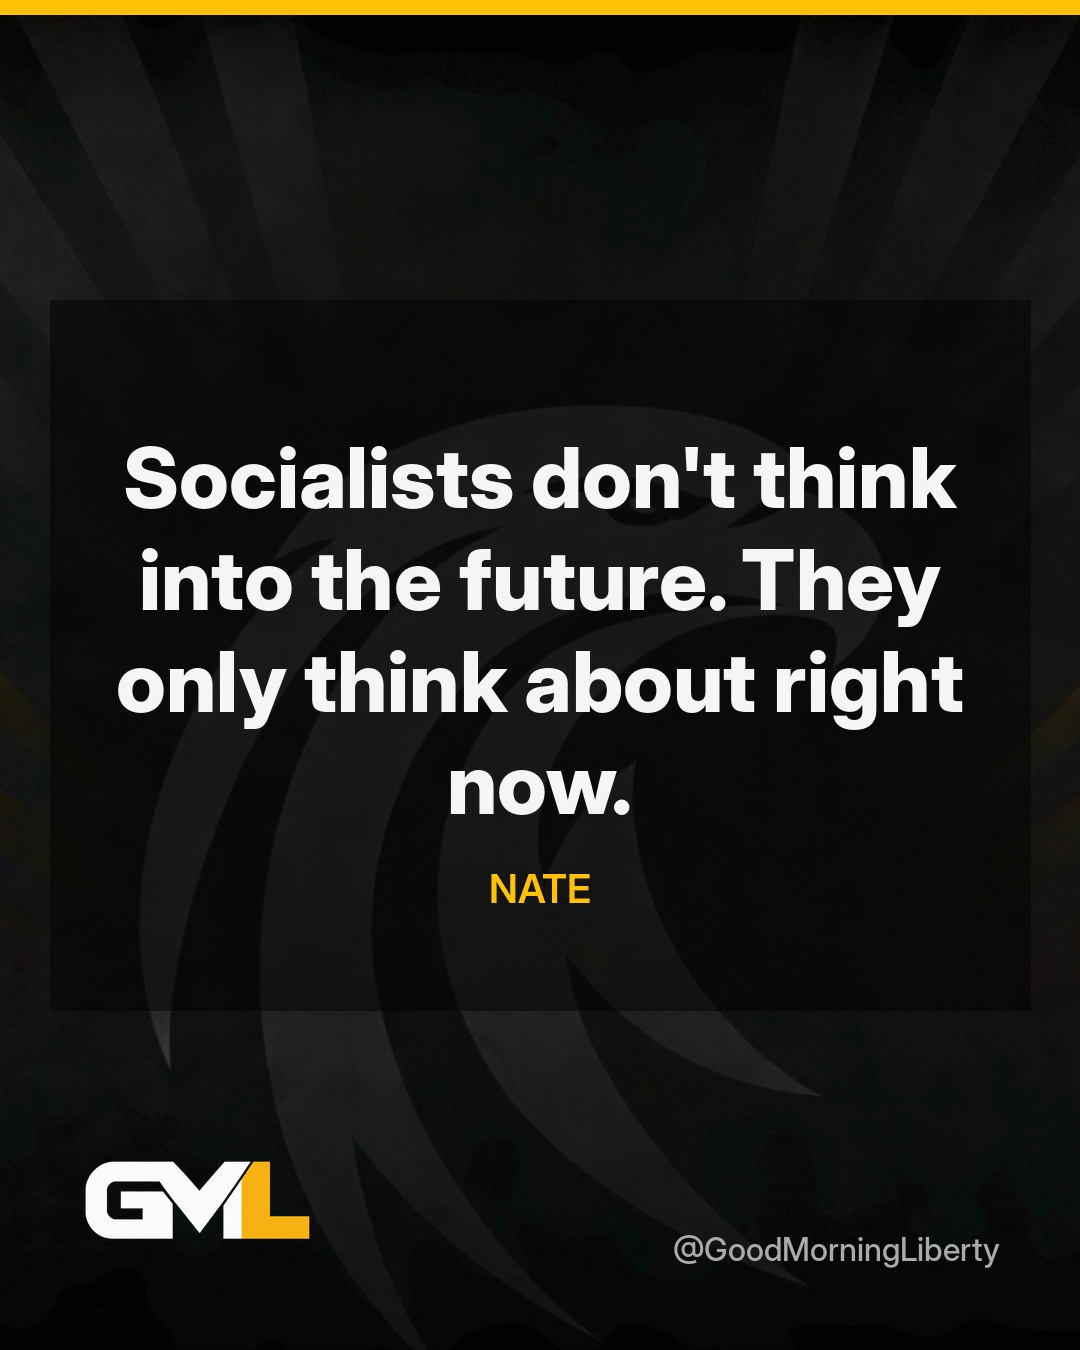 Socialists don't think
into the future. They
only think about right
now.
NATE
GML
@GoodMorningLiberty